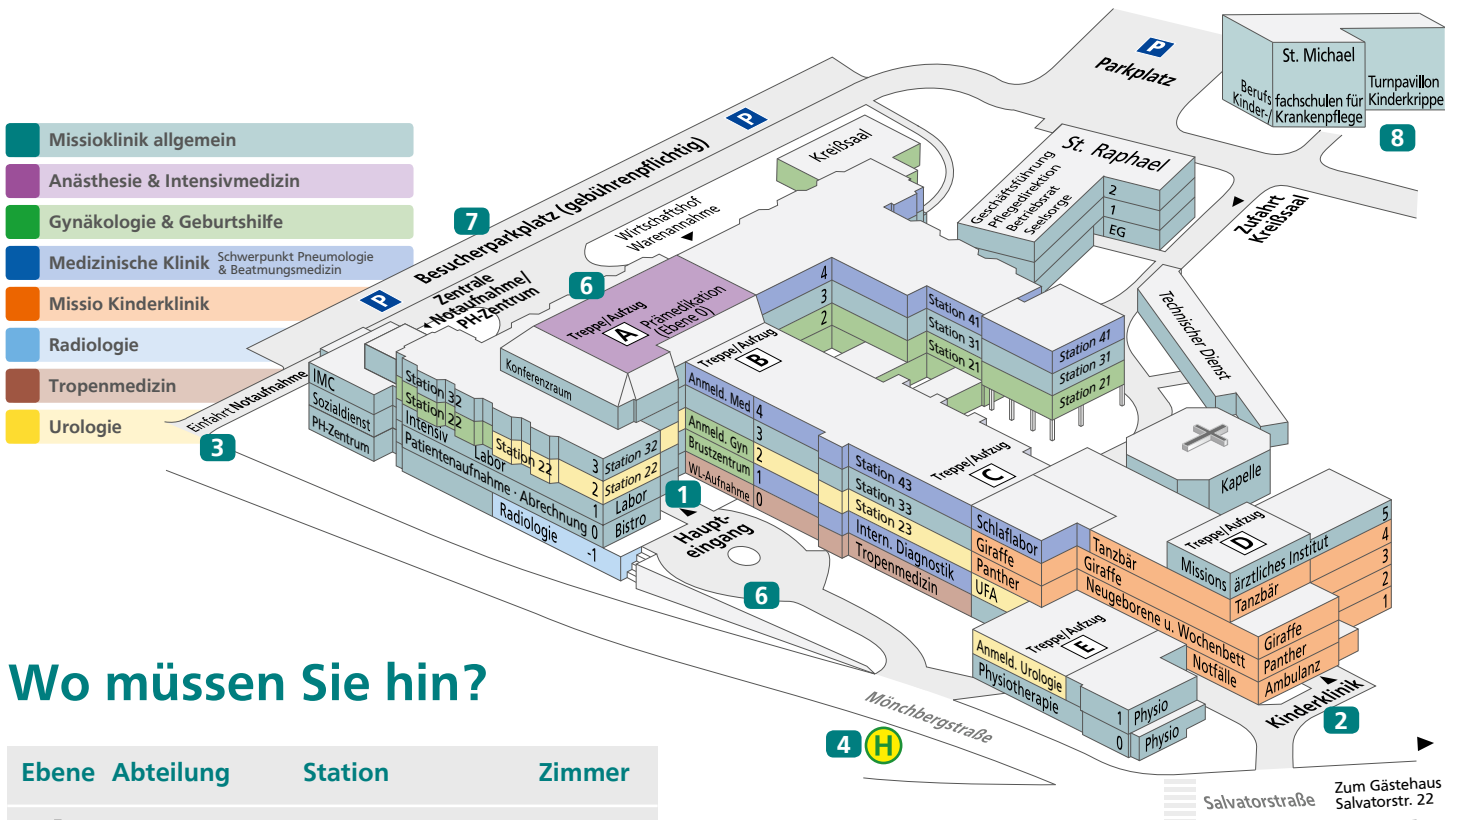 P
Parkplatz
St. Michael
Berufs
fachschulen für
Kinder-/
Krankenpflege
Turnpavillon
Kinderkrippe
8
Missioklinik allgemein
Anästhesie & Intensivmedizin
Gynäkologie & Geburtshilfe
Medizinische Klinik Schwerpunkt Pneumologie
& Beatmungsmedizin
Missio Kinderklinik
Radiologie
Tropenmedizin
Urologie
7
Besucherparkplatz (gebührenpflichtig)
P
P
Kreißsaal
Wirtschaftshof
Warenannahme
St. Raphael
Geschäftsführung
Pflegedirektion
Betriebsrat
Seelsorge
2
1
EG
Zufahrt
Kreißsaal
Zentrale
Notaufnahme/
PH-Zentrum
6
Treppe/Aufzug
A
Prämedikation
(Ebene 0)
Konferenzraum
4
3
2
Station 41
Station 31
Station 21
Station 41
Station 31
Station 21
Technischer Dienst
Kapelle
Einfahrt Notaufnahme
3
IMC
Sozialdienst
PH-Zentrum
Station 32
Station 22
Intensiv
Labor
Station 22
Patientenaufnahme · Abrechnung
Radiologie
3
2
1
0
-1
Station 32
Station 22
Labor
Bistro
Treppe/Aufzug
B
Anmeld. Med
Anmeld. Gyn
Brustzentrum
WL-Aufnahme
4
3
2
1
0
1
Haupt-
eingang
6
Station 43
Station 33
Station 23
Intern. Diagnostik
Tropenmedizin
Treppe/Aufzug
C
Schlaflabor
Giraffe
Panther
UFA
Tanzbär
Giraffe
Neugeborene u. Wochenbett
Notfälle
Treppe/Aufzug
D
Missions ärztliches Institut
Tanzbär
5
4
3
2
1
Giraffe
Panther
Ambulanz
Treppe/Aufzug
E
Anmeld. Urologie
Physiotherapie
1 Physio
0 Physio
Kinderklinik
2
Mönchbergstraße
4 H
Salvatorstraße
Zum Gästehaus
Salvatorstr. 22
Wo müssen Sie hin?
Ebene Abteilung Station Zimmer